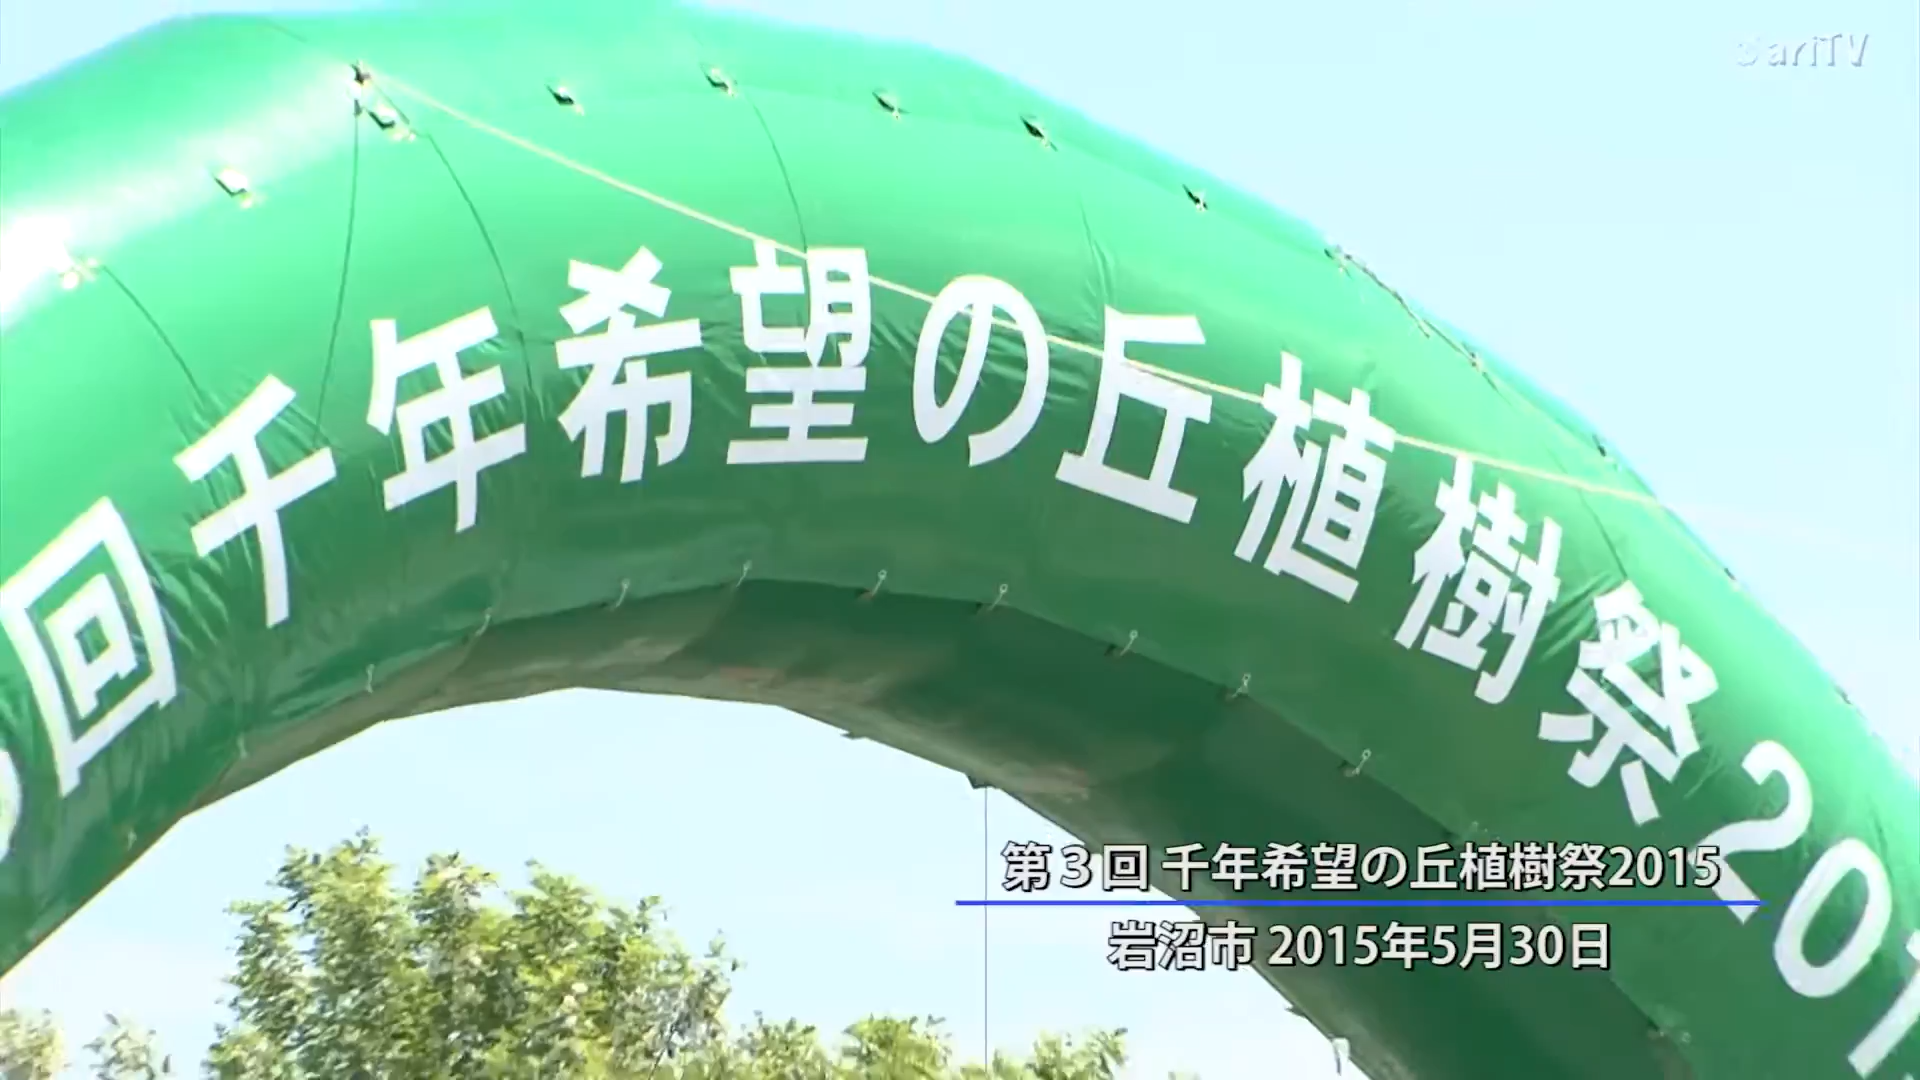 ariTV
回千年希望の丘植樹祭201
第3回 千年希望の丘植樹祭2015
岩沼市 2015年5月30日